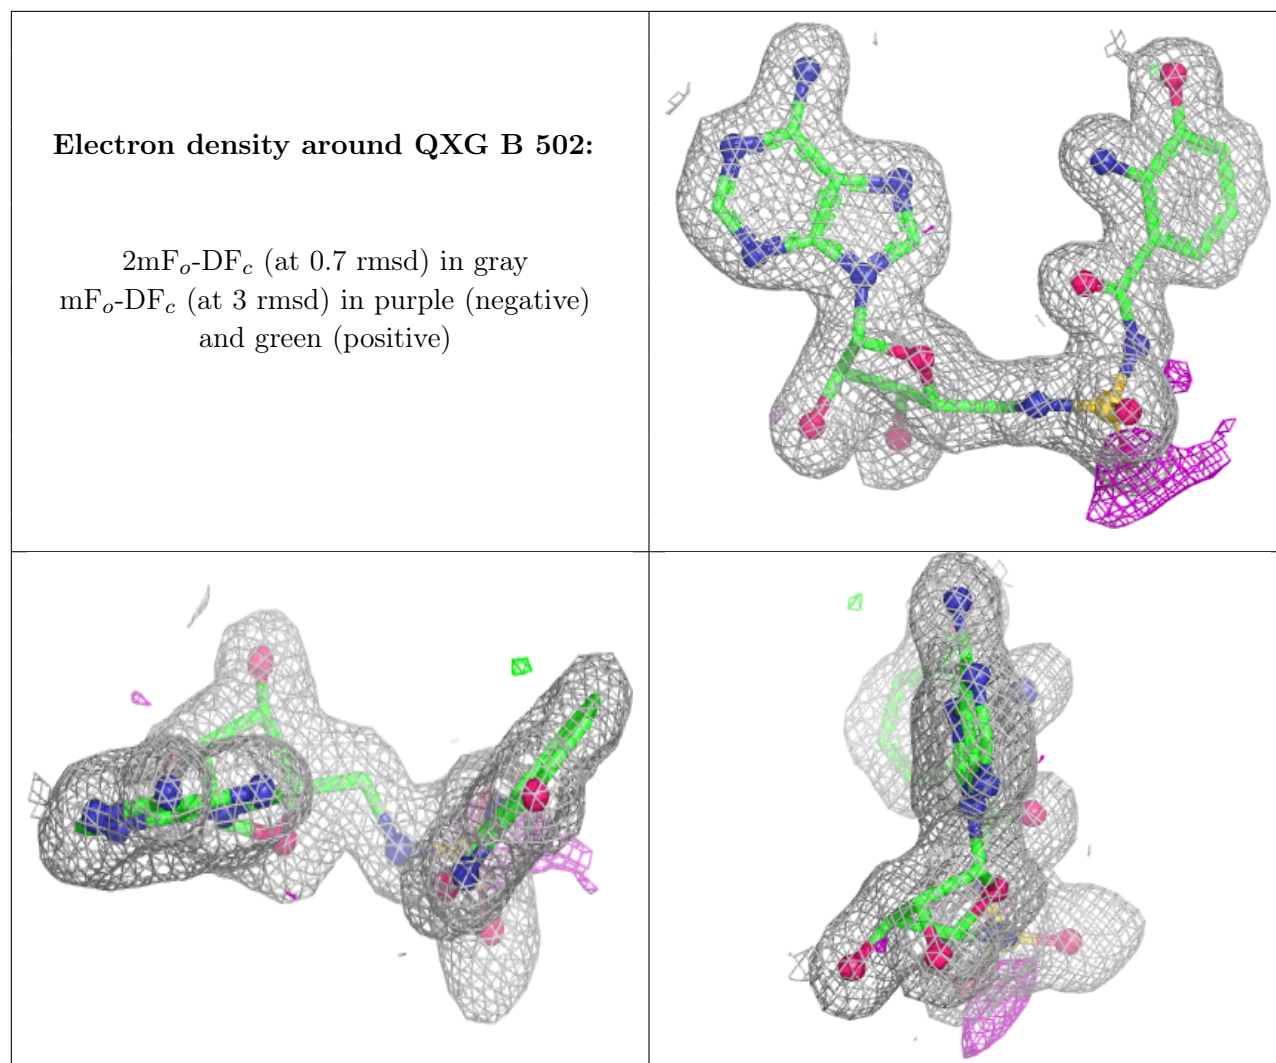 Electron density around QXG B 502:
2mFo-DFc (at 0.7 rmsd) in gray
mFo-DFc (at 3 rmsd) in purple (negative)
and green (positive)